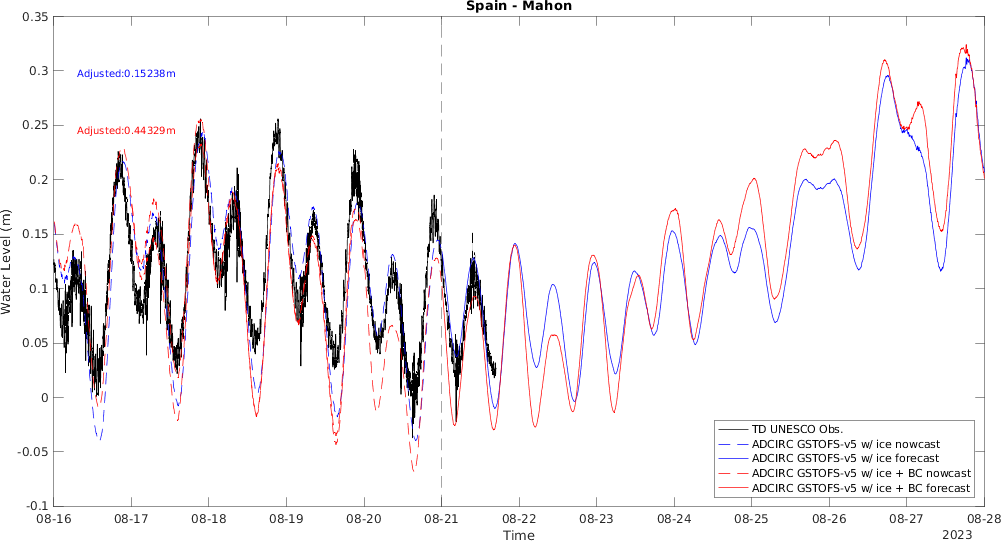 Spain - Mahon
0.35
0.3
0.25
0.2
0.15
0.1
0.05
0
-0.05
-0.1
Water Level (m)
Adjusted:0.15238m
Adjusted:0.44329m
TD UNESCO Obs.
ADCIRC GSTOFS-v5 w/ ice nowcast
ADCIRC GSTOFS-v5 w/ ice forecast
ADCIRC GSTOFS-v5 w/ ice + BC nowcast
ADCIRC GSTOFS-v5 w/ ice + BC forecast
08-16 08-17 08-18 08-19 08-20 08-21 08-22 08-23 08-24 08-25 08-26 08-27 08-28
Time
2023